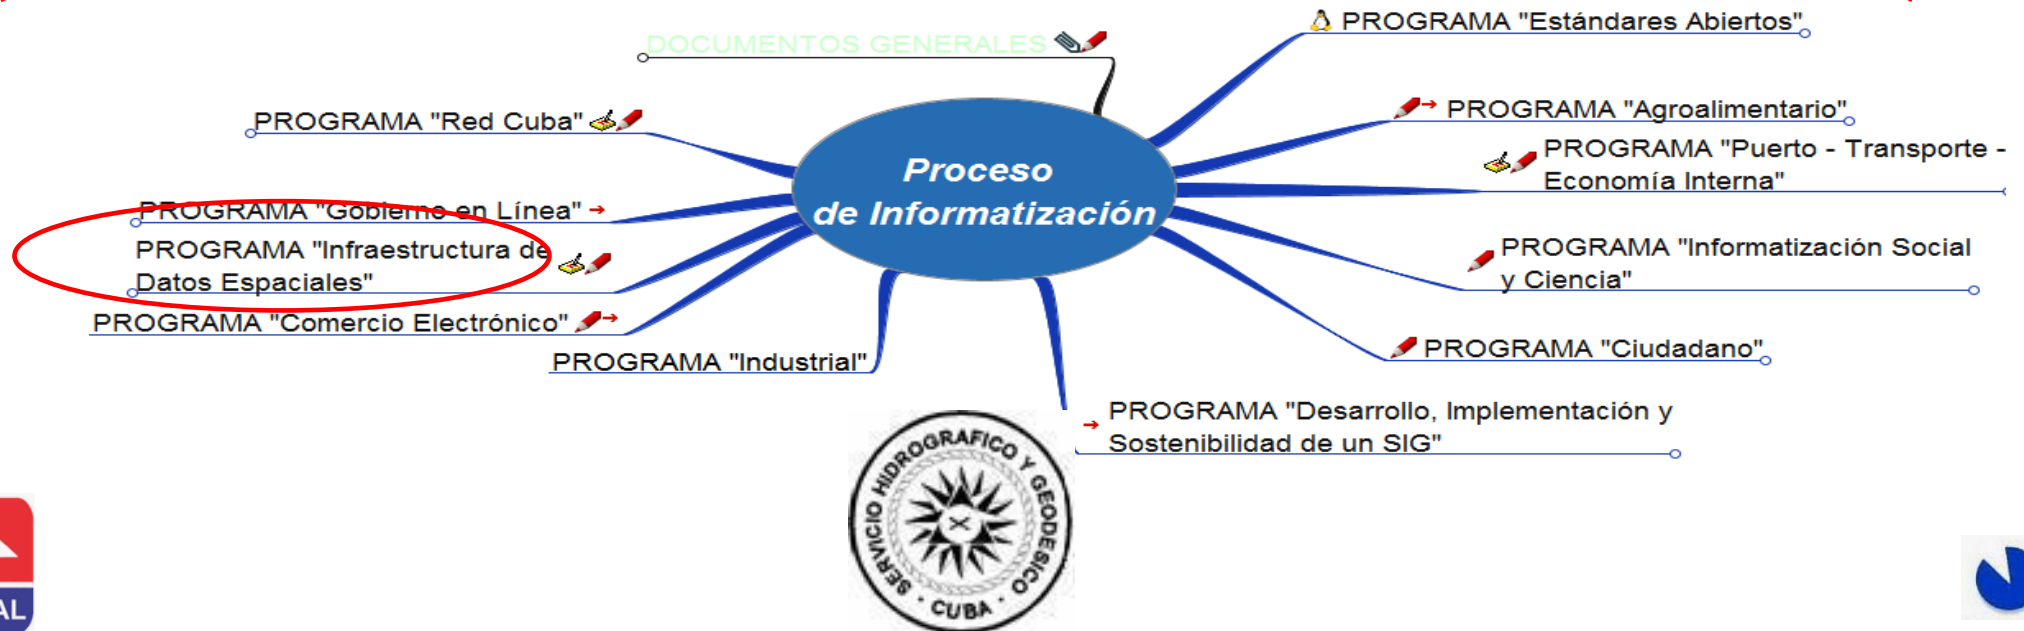 DOCUMENTOS GENERALES
PROGRAMA "Estándares Abiertos"
PROGRAMA "Red Cuba"
PROGRAMA "Agroalimentario"
PROGRAMA "Puerto - Transporte -
Economía Interna"
Proceso
de Informatización
PROGRAMA "Gobierno en Línea"
PROGRAMA "Infraestructura de
Datos Espaciales"
PROGRAMA "Informatización Social
y Ciencia"
PROGRAMA "Comercio Electrónico"
PROGRAMA "Industrial"
PROGRAMA "Ciudadano"
PROGRAMA "Desarrollo, Implementación y
Sostenibilidad de un SIG"
SERVICIO HIDROGRAFICO Y GEODESICO
· CUBA ·
AL